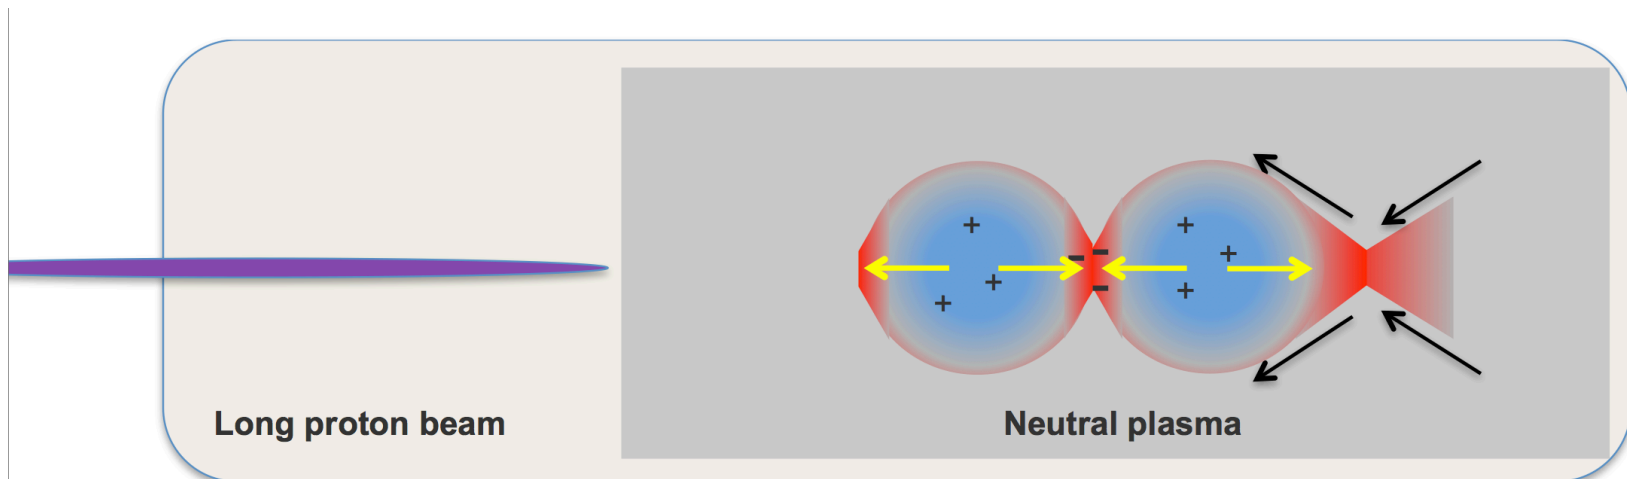 + + +
+ + +
- - -
Long proton beam
Neutral plasma